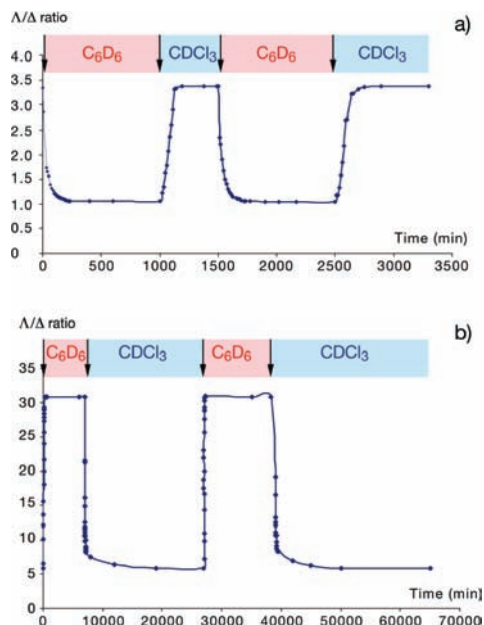 Λ/Δ ratio
a)
C6D6 CDCl3 C6D6 CDCl3
4.0
3.5
3.0
2.5
2.0
1.5
1.0
0.5
0
Time (min)
0 500 1000 1500 2000 2500 3000 3500
Λ/Δ ratio
b)
C6D6 CDCl3 C6D6 CDCl3
35
30
25
20
15
10
5
0
Time (min)
0 10000 20000 30000 40000 50000 60000 70000